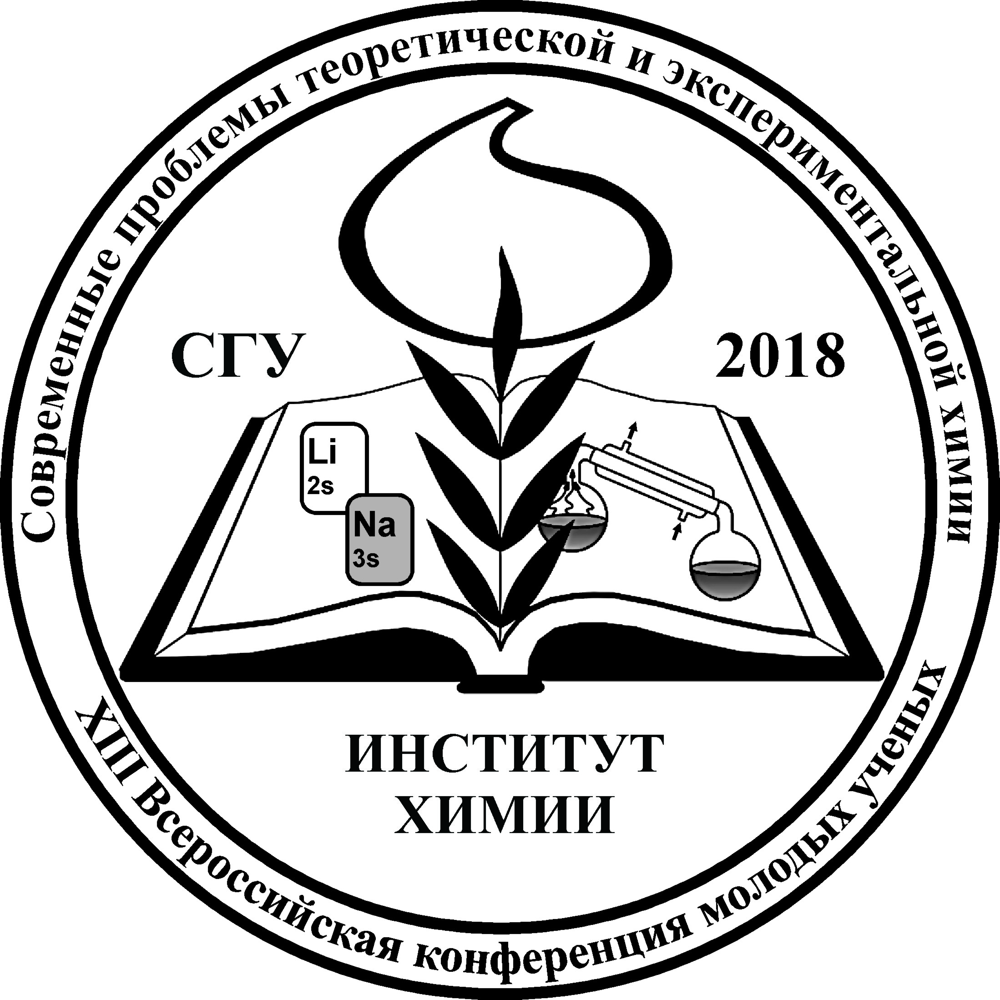 Современные проблемы теоретической и экспериментальной химии
СГУ
2018
Li
2s
Na
3s
ИНСТИТУТ
ХИМИИ
XIII Всероссийская конференция молодых ученых